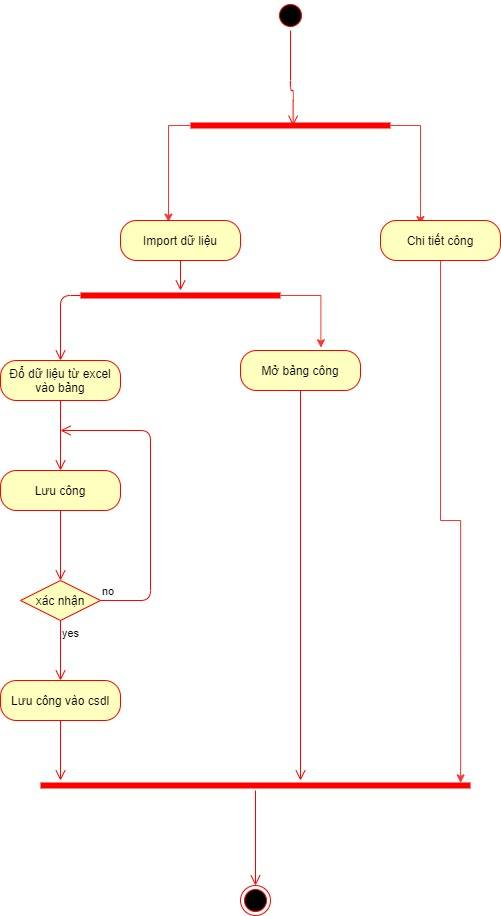 Import dữ liệu
Chi tiết công
Đổ dữ liệu từ excel
vào bảng
Mở bảng công
Lưu công
xác nhận
no
yes
Lưu công vào csdl